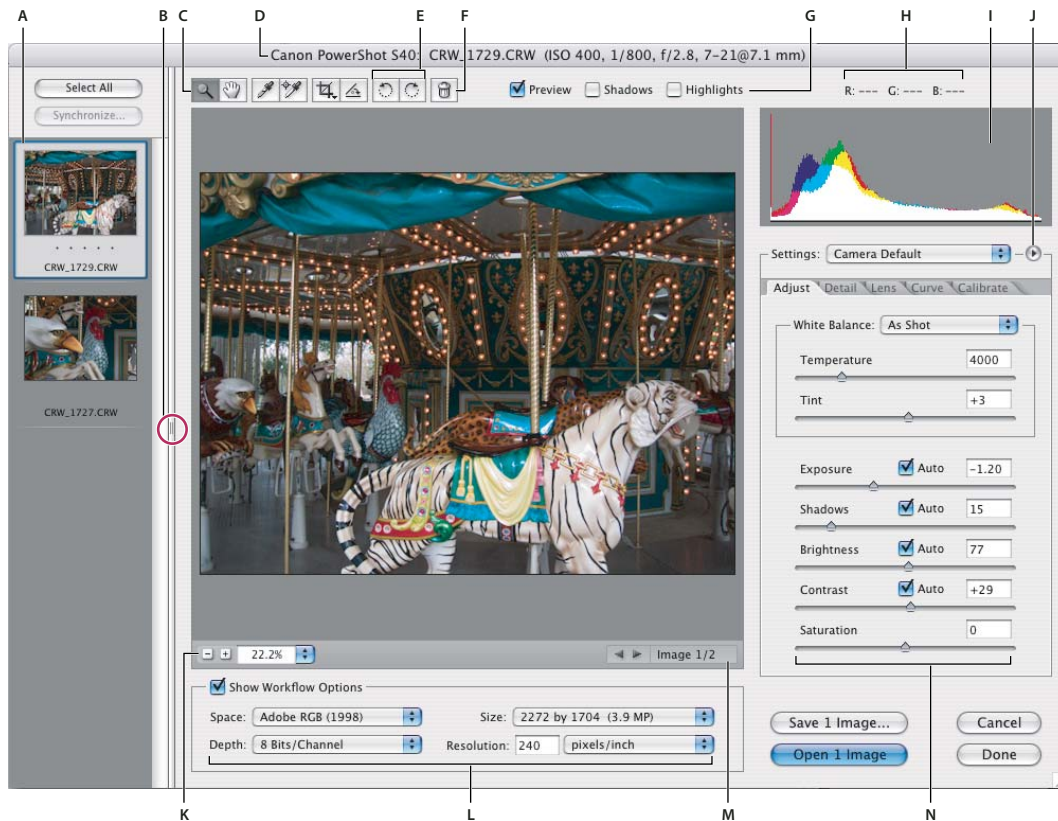 A B C D E F G H I J
Canon PowerShot S40: CRW_1729.CRW (ISO 400, 1/800, f/2.8, 7-21@7.1 mm)
Select All
Synchronize...
Preview Shadows Highlights
R: --- G: --- B: ---
CRW_1729.CRW
CRW_1727.CRW
Settings: Camera Default
Adjust Detail Lens Curve Calibrate
White Balance: As Shot
Temperature 4000
Tint +3
Exposure Auto -1.20
Shadows Auto 15
Brightness Auto 77
Contrast Auto +29
Saturation 0
22.2%
Image 1/2
Show Workflow Options
Space: Adobe RGB (1998) Size: 2272 by 1704 (3.9 MP)
Depth: 8 Bits/Channel Resolution: 240 pixels/inch
Save 1 Image... Cancel
Open 1 Image Done
K L M N